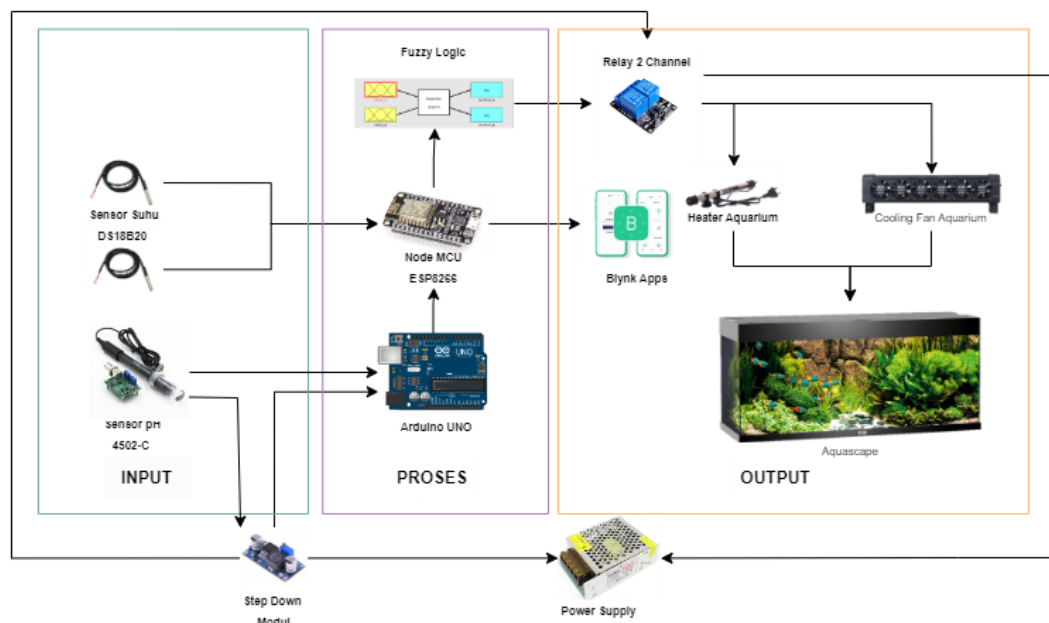 Fuzzy Logic
Relay 2 Channel
Sensor Suhu
DS18B20
Node MCU
ESP8266
B
Blynk Apps
Heater Aquarium
Cooling Fan Aquarium
UNO
Arduino UNO
Sensor pH
4502-C
Aquascape
INPUT
PROSES
OUTPUT
Step Down
Modul
Power Supply